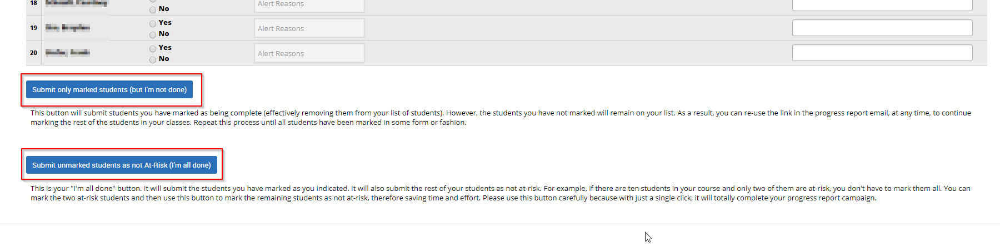 18 No Alert Reasons
Yes
19 Alert Reasons
No
Yes
20 Alert Reasons
No
Submit only marked students (but I'm not done)
This button will submit students you have marked as being complete (effectively removing them from your list of students). However, the students you have not marked will remain on your list. As a result, you can re-use the link in the progress report email, at any time, to continue
marking the rest of the students in your classes. Repeat this process until all students have been marked in some form or fashion.
Submit unmarked students as not At-Risk (I'm all done)
This is your "I'm all done" button. It will submit the students you have marked as you indicated. It will also submit the rest of your students as not at-risk. For example, if there are ten students in your course and only two of them are at-risk, you don't have to mark them all. You can
mark the two at-risk students and then use this button to mark the remaining students as not at-risk, therefore saving time and effort. Please use this button carefully because with just a single click, it will totally complete your progress report campaign.